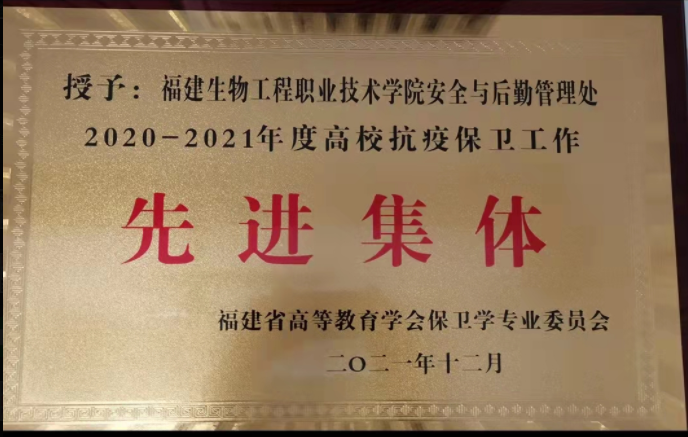 授予：福建生物工程职业技术学院安全与后勤管理处
2020-2021年度高校抗疫保卫工作
先进集体
福建省高等教育学会保卫学专业委员会
二〇二一年十二月